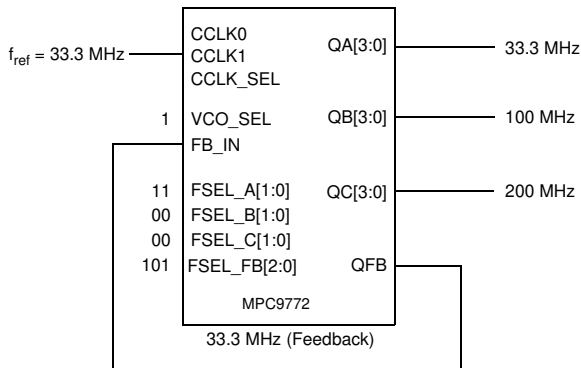 CCLK0
f_ref = 33.3 MHz CCLK1
CCLK_SEL
QA[3:0] 33.3 MHz
1 VCO_SEL
QB[3:0] 100 MHz
FB_IN
11 FSEL_A[1:0]
QC[3:0] 200 MHz
00 FSEL_B[1:0]
00 FSEL_C[1:0]
101 FSEL_FB[2:0] QFB
MPC9772
33.3 MHz (Feedback)